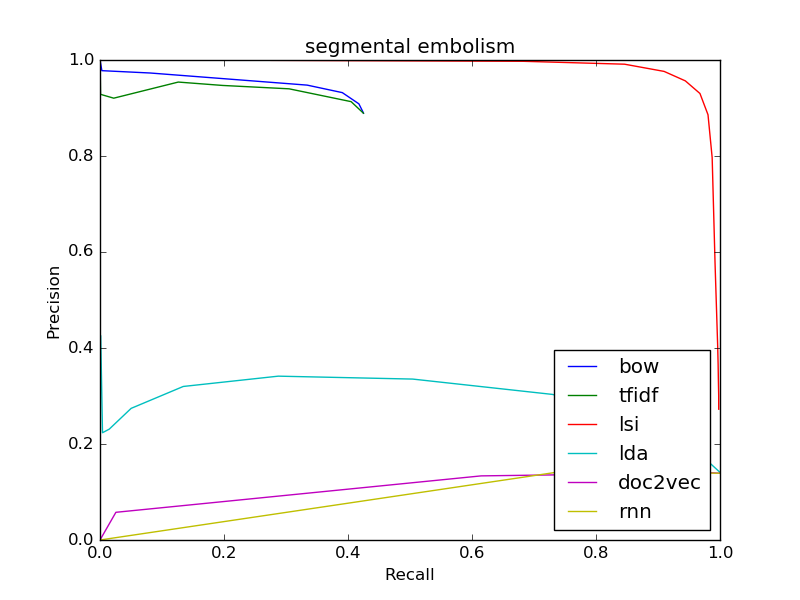 segmental embolism
1.0
0.8
0.6
0.4
0.2
0.0
Precision
bow
tfidf
lsi
lda
doc2vec
rnn
0.0 0.2 0.4 0.6 0.8 1.0
Recall